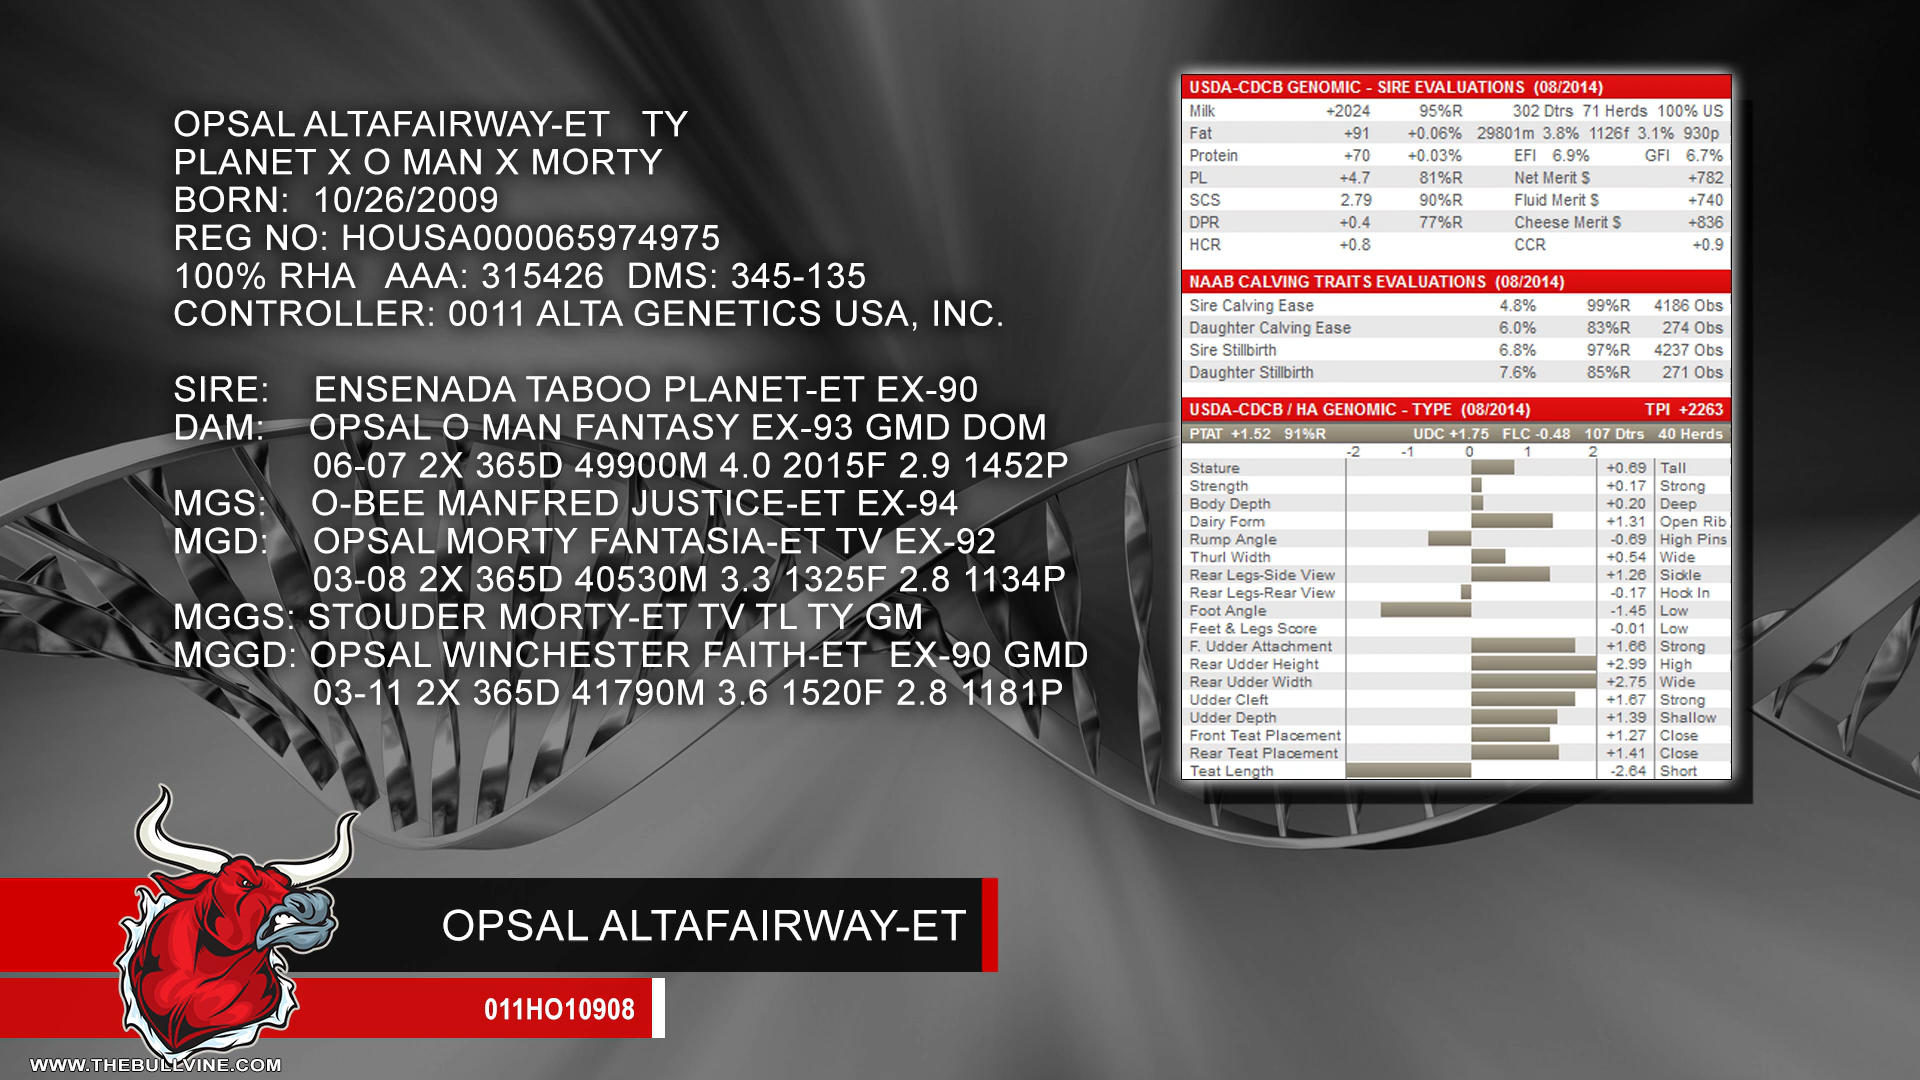 OPSAL ALTAFAIRWAY-ET TY
PLANET X O MAN X MORTY
BORN: 10/26/2009
REG NO: HOUSA000065974975
100% RHA AAA: 315426 DMS: 345-135
CONTROLLER: 0011 ALTA GENETICS USA, INC.
SIRE: ENSENADA TABOO PLANET-ET EX-90
DAM: OPSAL O MAN FANTASY EX-93 GMD DOM
06-07 2X 365D 49900M 4.0 2015F 2.9 1452P
MGS: O-BEE MANFRED JUSTICE-ET EX-94
MGD: OPSAL MORTY FANTASIA-ET TV EX-92
03-08 2X 365D 40530M 3.3 1325F 2.8 1134P
MGGS: STOUDER MORTY-ET TV TL TY GM
MGGD: OPSAL WINCHESTER FAITH-ET EX-90 GMD
03-11 2X 365D 41790M 3.6 1520F 2.8 1181P
USDA-CDCB GENOMIC - SIRE EVALUATIONS (08/2014)
Milk +2024 95%R 302 Dtrs 71 Herds 100% US
Fat +91 +0.06% 29801m 3.8% 1126f 3.1% 930p
Protein +70 +0.03% EFI 6.9% GFI 6.7%
PL +4.7 81%R Net Merit $ +782
SCS 2.79 90%R Fluid Merit $ +740
DPR +0.4 77%R Cheese Merit $ +836
HCR +0.8 CCR +0.9
NAAB CALVING TRAITS EVALUATIONS (08/2014)
Sire Calving Ease 4.8% 99%R 4186 Obs
Daughter Calving Ease 6.0% 83%R 274 Obs
Sire Stillbirth 6.8% 97%R 4237 Obs
Daughter Stillbirth 7.6% 85%R 271 Obs
USDA-CDCB / HA GENOMIC - TYPE (08/2014) TPI +2263
PTAT +1.52 91%R UDC +1.75 FLC -0.48 107 Dtrs 40 Herds
-2 -1 0 1 2
Stature +0.69 Tall
Strength +0.17 Strong
Body Depth +0.20 Deep
Dairy Form +1.31 Open Rib
Rump Angle -0.69 High Pins
Thurl Width +0.54 Wide
Rear Legs-Side View +1.26 Sickle
Rear Legs-Rear View -0.17 Hock In
Foot Angle -1.45 Low
Feet & Legs Score -0.01 Low
F. Udder Attachment +1.66 Strong
Rear Udder Height +2.99 High
Rear Udder Width +2.75 Wide
Udder Cleft +1.67 Strong
Udder Depth +1.39 Shallow
Front Teat Placement +1.27 Close
Rear Teat Placement +1.41 Close
Teat Length -2.64 Short
OPSAL ALTAFAIRWAY-ET
011HO10908
WWW.THEBULLVINE.COM